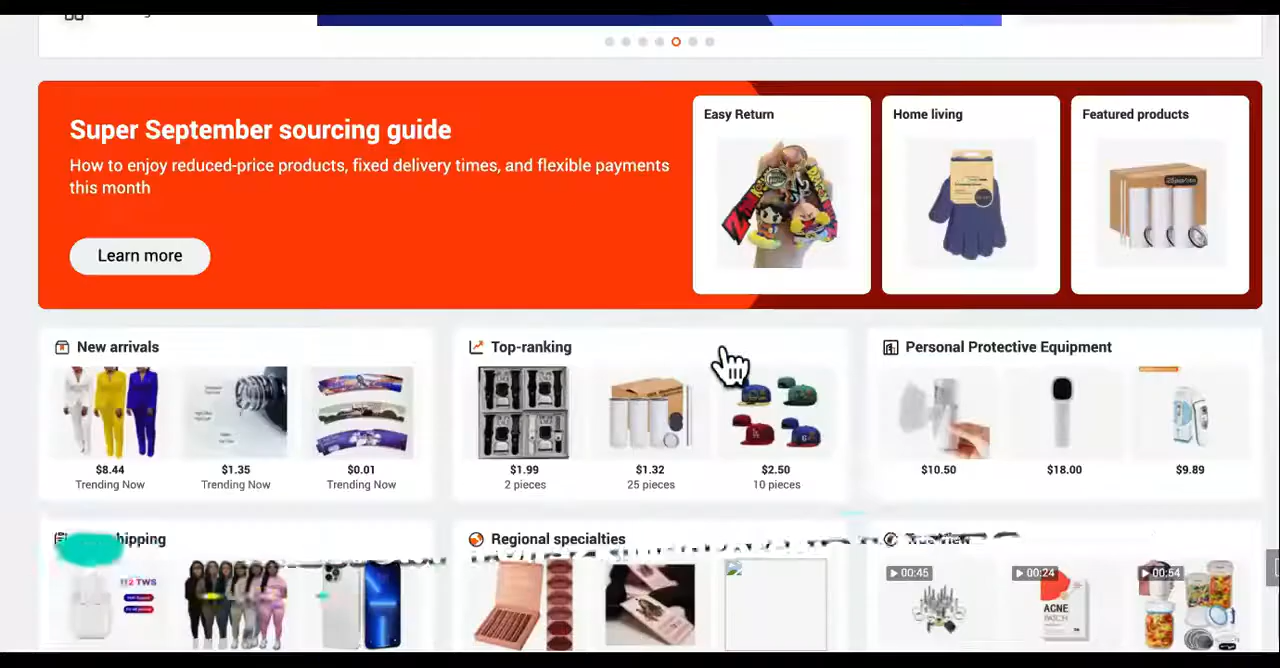 Super September sourcing guide
How to enjoy reduced-price products, fixed delivery times, and flexible payments
this month
Learn more
Easy Return
Home living
Featured products
New arrivals
$8.44
Trending Now
$1.35
Trending Now
$0.01
Trending Now
Top-ranking
$1.99
2 pieces
$1.32
25 pieces
$2.50
10 pieces
Personal Protective Equipment
$10.50
$18.00
$9.89
Regional specialties
TWS
00:45
00:24
00:54
ACNE
PATCH